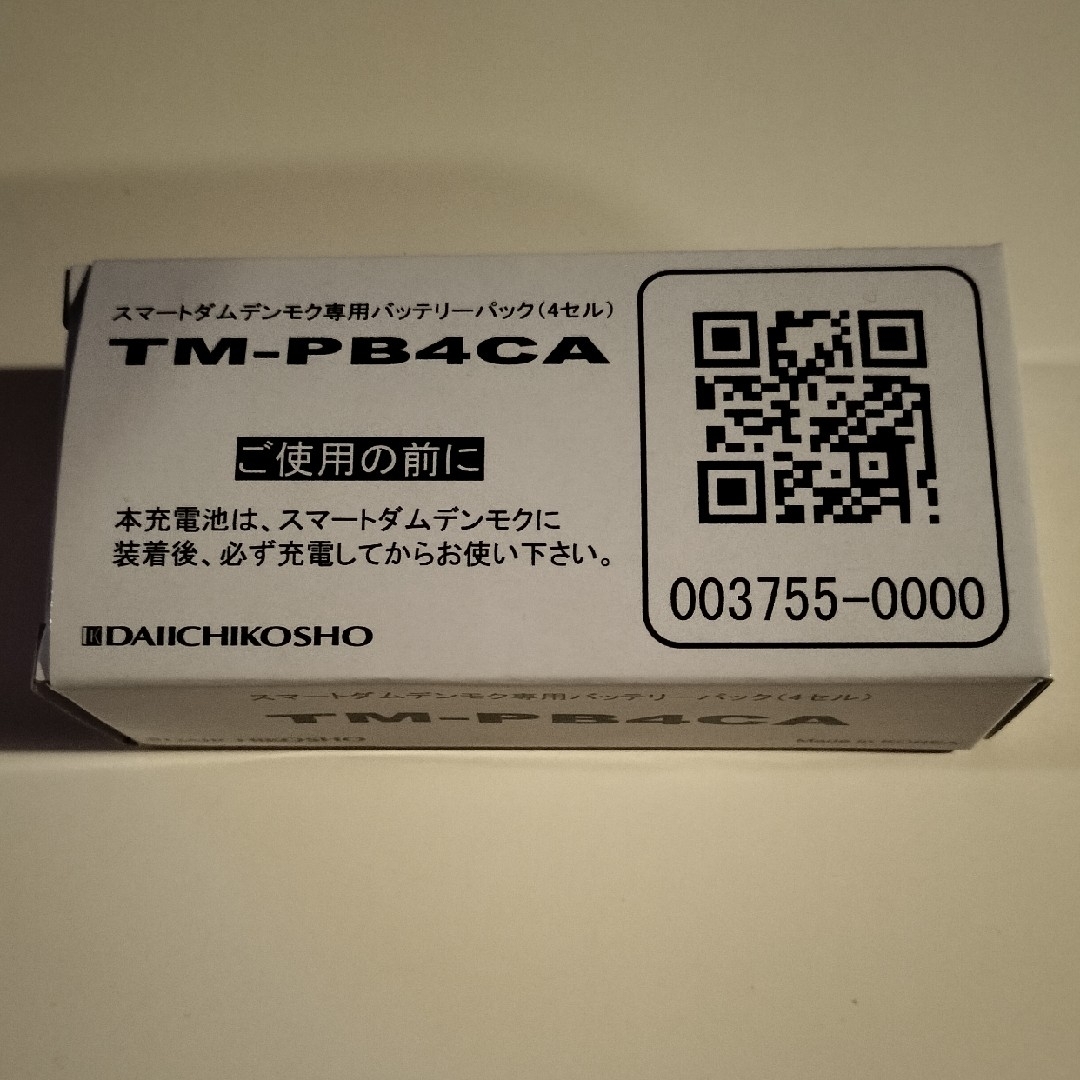 スマートダムデンモク専用バッテリーパック(4セル)
TM-PB4CA
ご使用の前に
本充電池は、スマートダムデンモクに
装着後、必ず充電してからお使い下さい。
DAIICHIKOSHO
003755-0000
スマートダムデンモク専用バッテリーパック(4セル)
TM-PB4CA
DAIICHIKOSHO
Made in KOREA